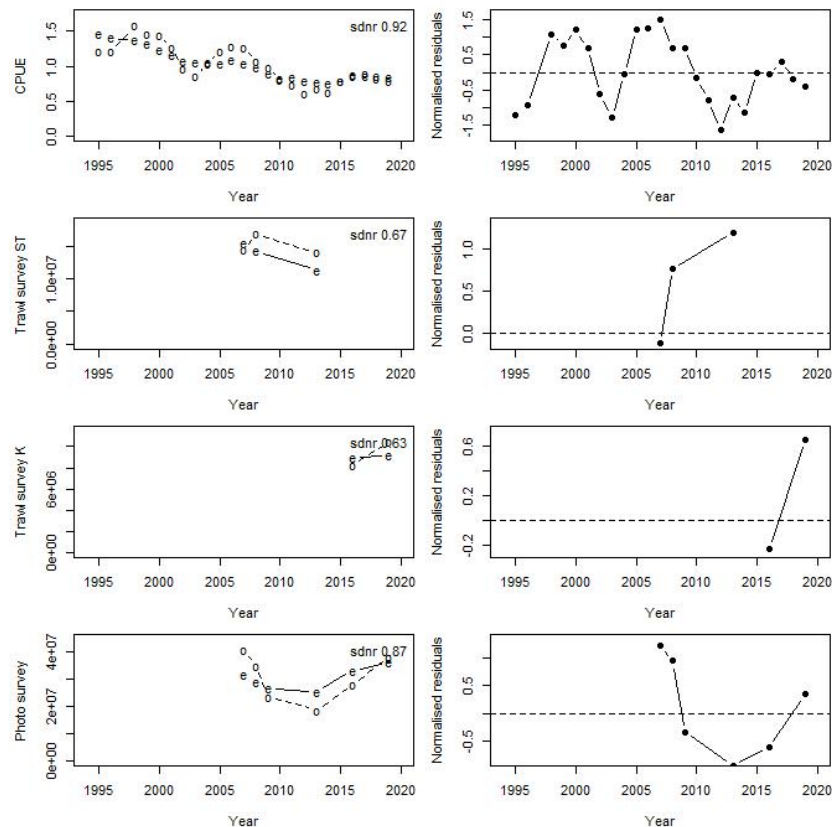 CPUE
0.0 0.5 1.0 1.5
sdnr 0.92
1995 2000 2005 2010 2015 2020
Year
Normalised residuals
-1.5 -0.5 0.5 1.5
1995 2000 2005 2010 2015 2020
Year
Trawl survey ST
0.0e+00 1.0e+07
sdnr 0.67
1995 2000 2005 2010 2015 2020
Year
Normalised residuals
0.0 0.5 1.0
1995 2000 2005 2010 2015 2020
Year
Trawl survey K
0e+00 6e+06
sdnr 0.63
1995 2000 2005 2010 2015 2020
Year
Normalised residuals
-0.2 0.2 0.6
1995 2000 2005 2010 2015 2020
Year
Photo survey
0e+00 2e+07 4e+07
sdnr 0.87
1995 2000 2005 2010 2015 2020
Year
Normalised residuals
-0.5 0.5
1995 2000 2005 2010 2015 2020
Year